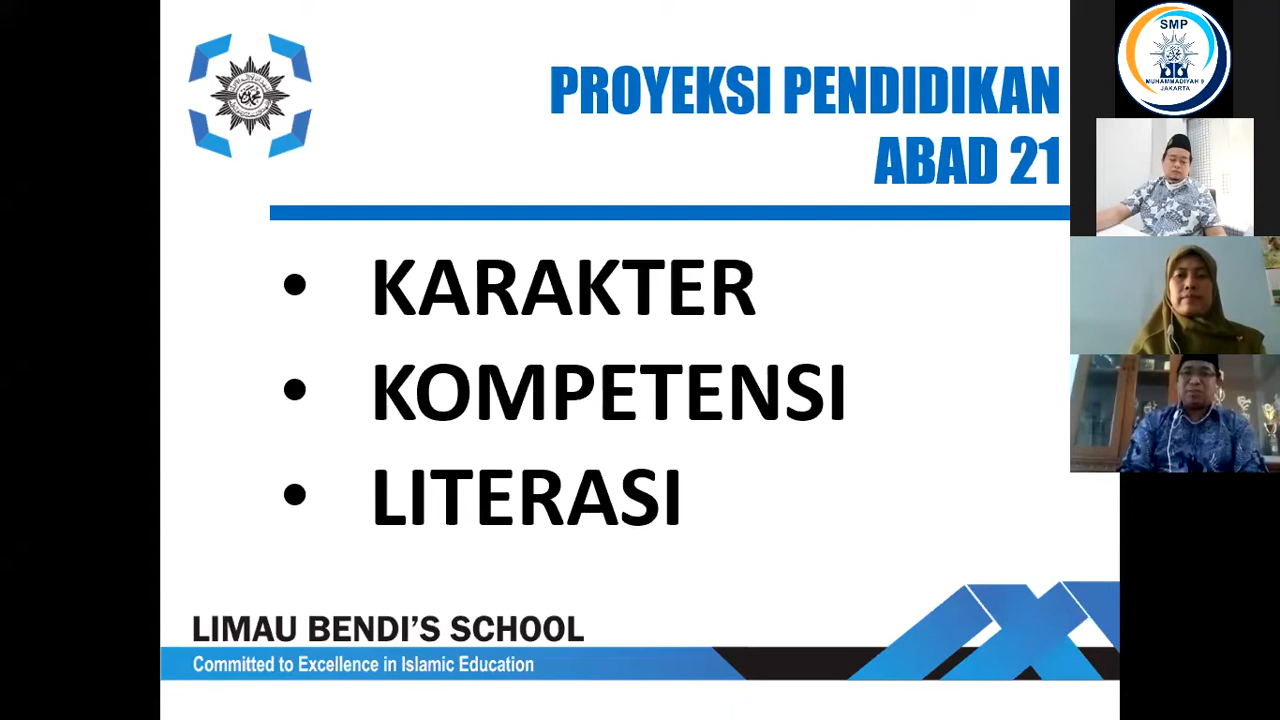 PROYEKSI PENDIDIKAN
ABAD 21
• KARAKTER
• KOMPETENSI
• LITERASI
LIMAU BENDI'S SCHOOL
Committed to Excellence in Islamic Education
SMP
MUHAMMADIYAH 9
JAKARTA